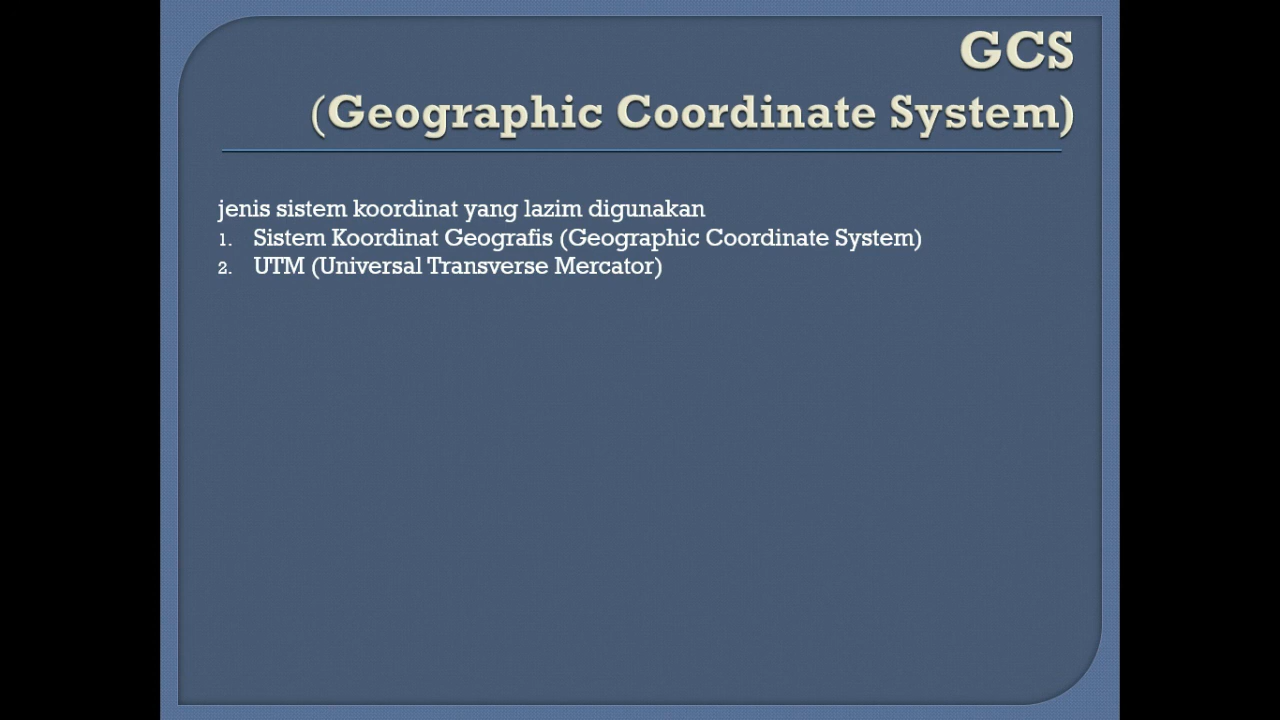 GCS
(Geographic Coordinate System)
jenis sistem koordinat yang lazim digunakan
1. Sistem Koordinat Geografis (Geographic Coordinate System)
2. UTM (Universal Transverse Mercator)